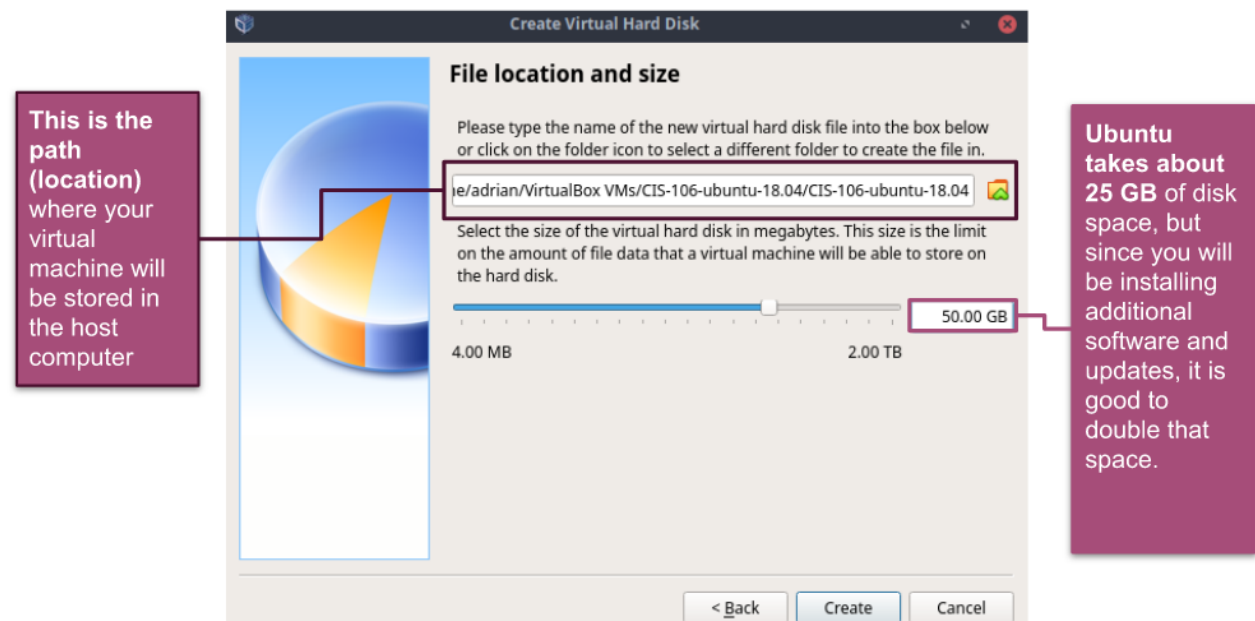 Create Virtual Hard Disk
This is the
path
(location)
where your
virtual
machine will
be stored in
the host
computer
File location and size
Please type the name of the new virtual hard disk file into the box below
or click on the folder icon to select a different folder to create the file in.
e/adrian/VirtualBox VMs/CIS-106-ubuntu-18.04/CIS-106-ubuntu-18.04
Select the size of the virtual hard disk in megabytes. This size is the limit
on the amount of file data that a virtual machine will be able to store on
the hard disk.
50.00 GB
4.00 MB
2.00 TB
< Back
Create
Cancel
Ubuntu
takes about
25 GB of disk
space, but
since you will
be installing
additional
software and
updates, it is
good to
double that
space.